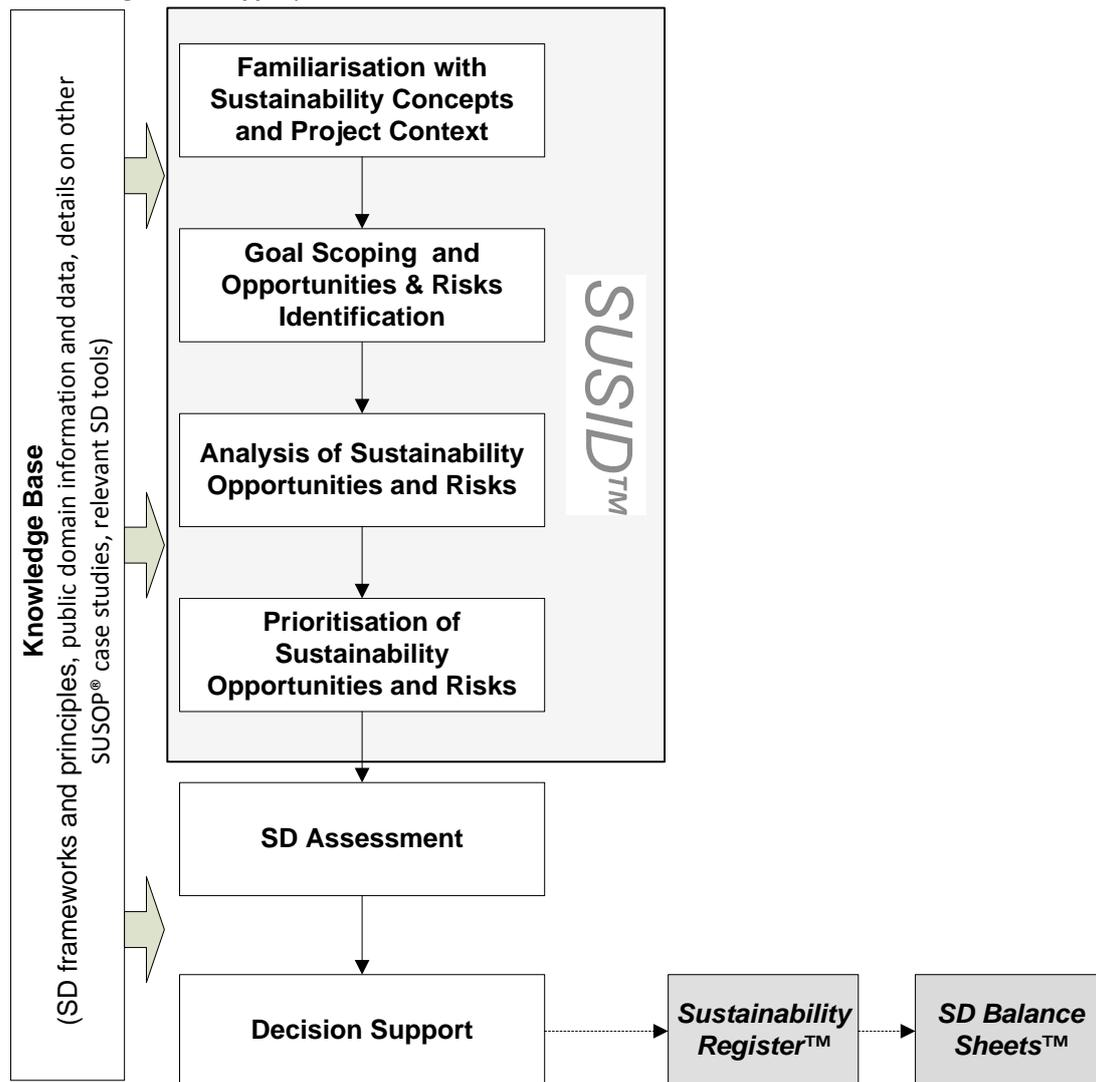 Knowledge Base
(SD frameworks and principles, public domain information and data, details on other
SUSOP® case studies, relevant SD tools)
Familiarisation with
Sustainability Concepts
and Project Context
Goal Scoping and
Opportunities & Risks
Identification
Analysis of Sustainability
Opportunities and Risks
Prioritisation of
Sustainability
Opportunities and Risks
SUSID™
SD Assessment
Decision Support
Sustainability
Register™
SD Balance
Sheets™